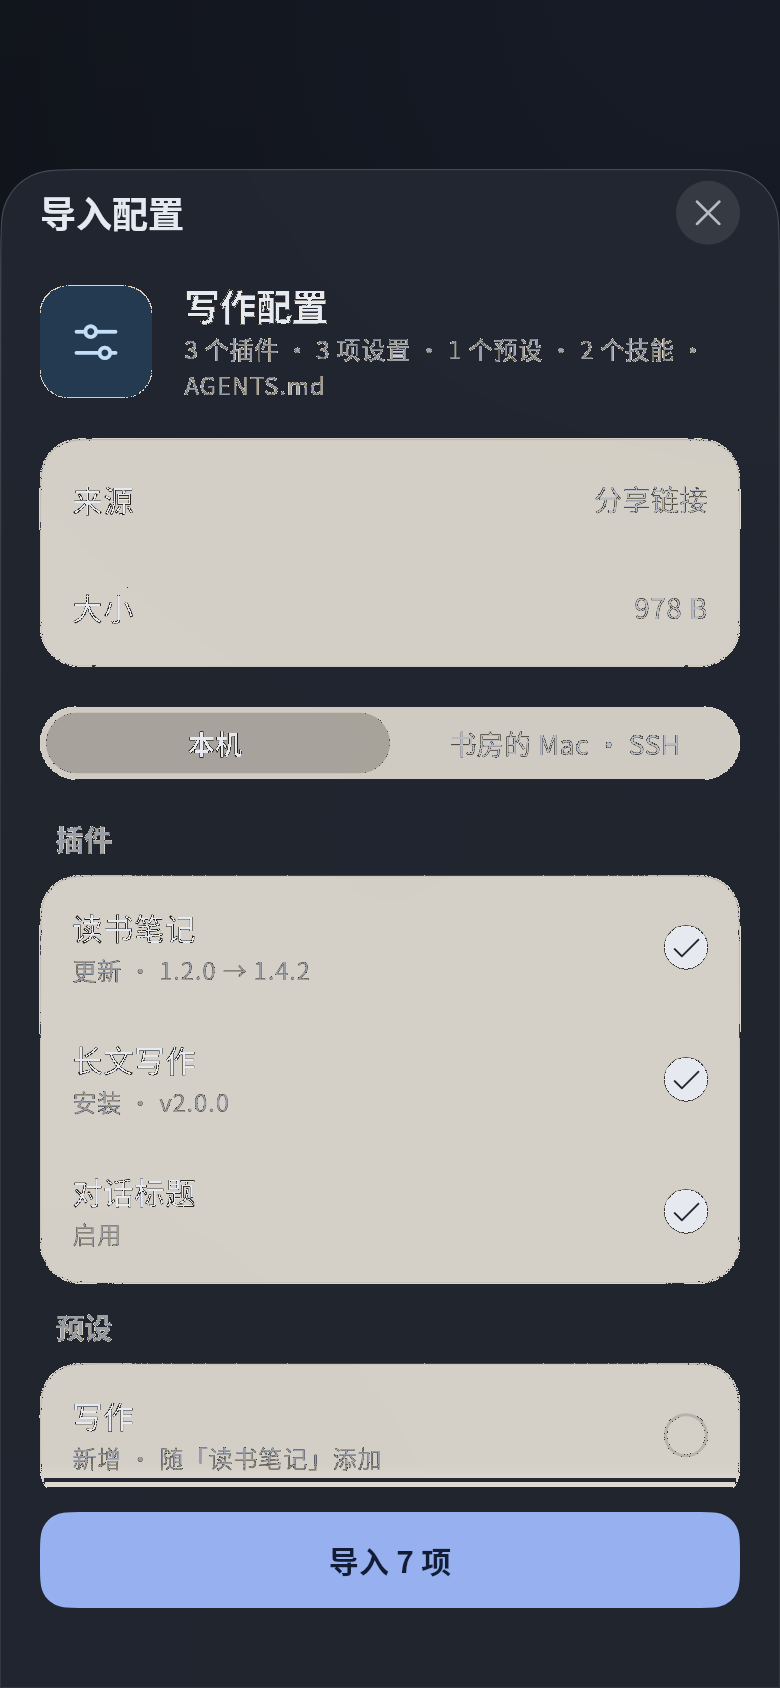 导入配置
写作配置
3 个插件 · 3 项设置 · 1 个预设 · 2 个技能 ·
AGENTS.md
来源 分享链接
大小 978 B
本机 书房的 Mac · SSH
插件
读书笔记
更新 · 1.2.0 → 1.4.2
长文写作
安装 · v2.0.0
对话标题
启用
预设
写作
新增 · 随「读书笔记」添加
导入 7 项